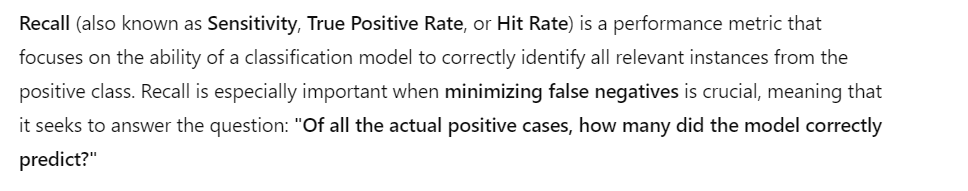 Recall (also known as Sensitivity, True Positive Rate, or Hit Rate) is a performance metric that
focuses on the ability of a classification model to correctly identify all relevant instances from the
positive class. Recall is especially important when minimizing false negatives is crucial, meaning that
it seeks to answer the question: "Of all the actual positive cases, how many did the model correctly
predict?"